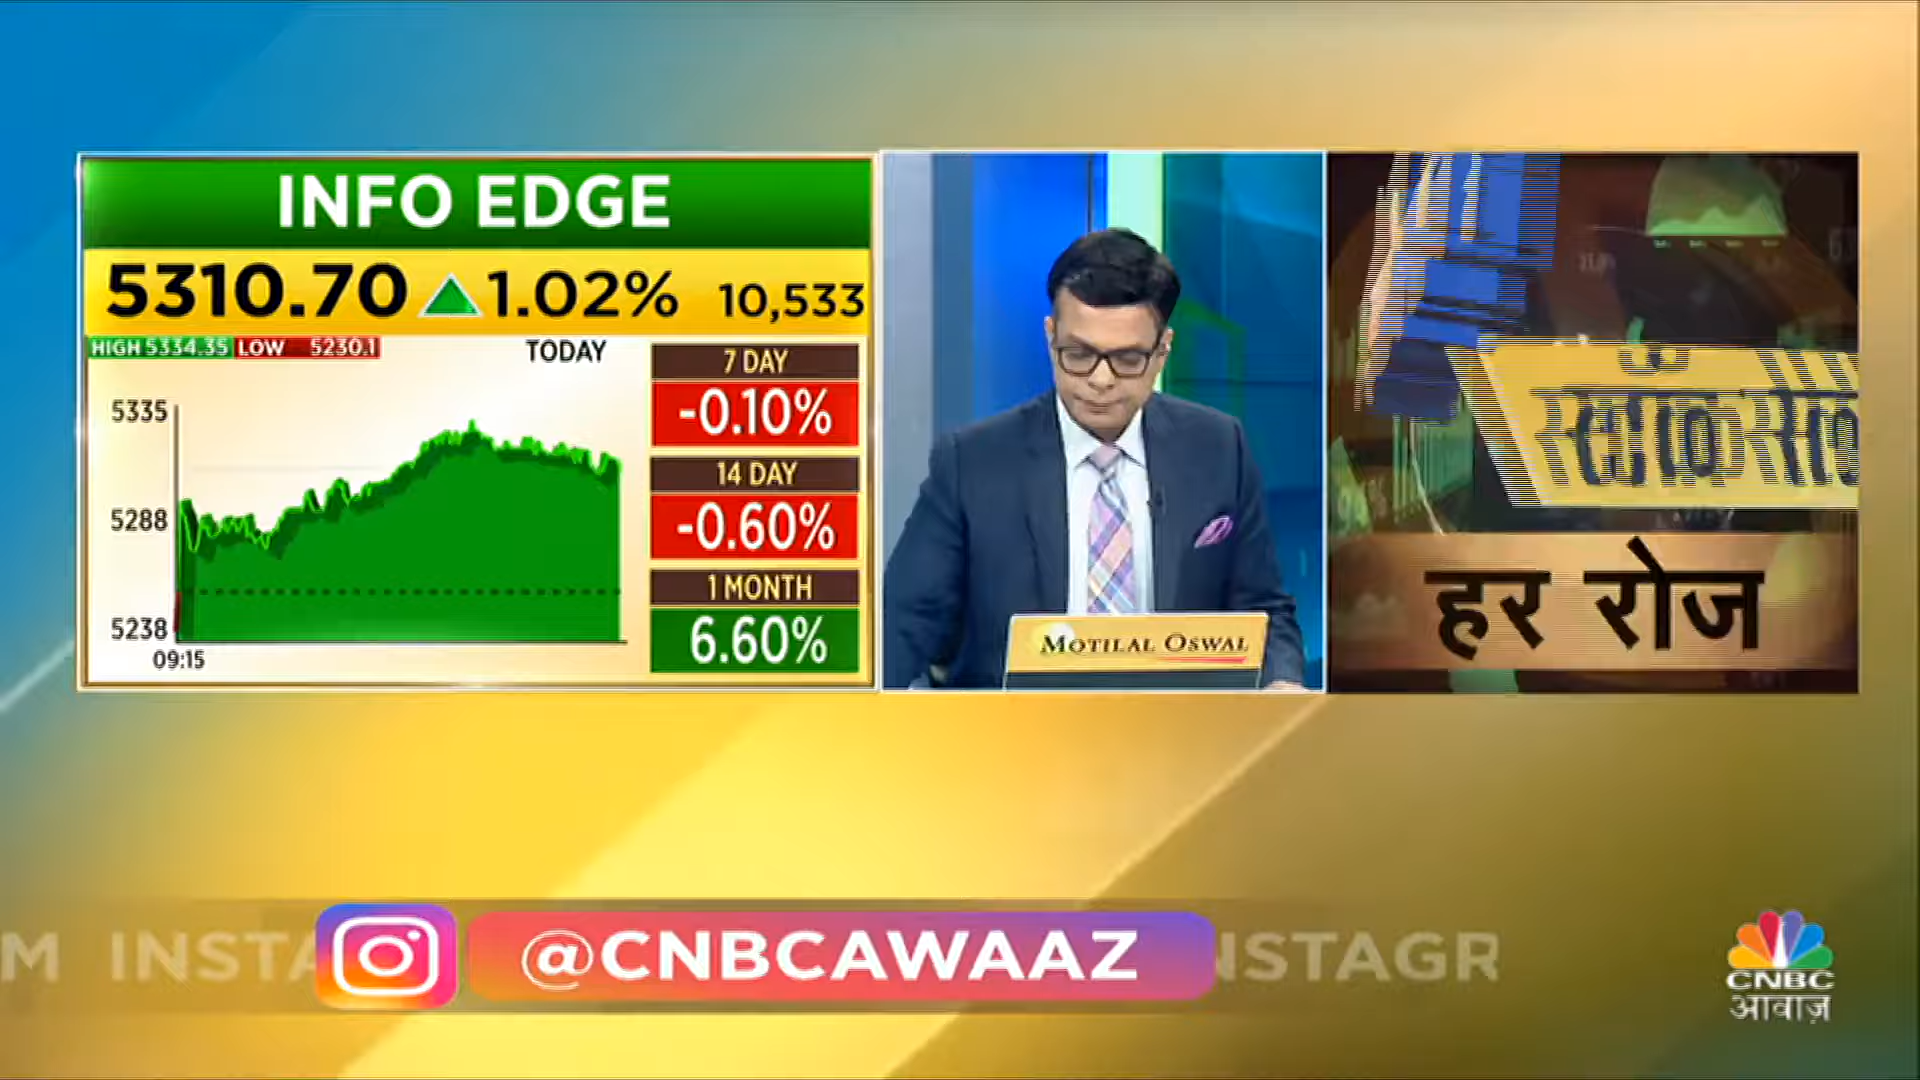 INFO EDGE
5310.70 1.02% 10,533
HIGH 5334.35 LOW 5230.1
TODAY
5335
5288
5238
09:15
7 DAY
-0.10%
14 DAY
-0.60%
1 MONTH
6.60%
MOTILAL OSWAL
हर रोज
M INSTA
@CNBCAWAAZ
NSTAGR
CNBC
आवाज़